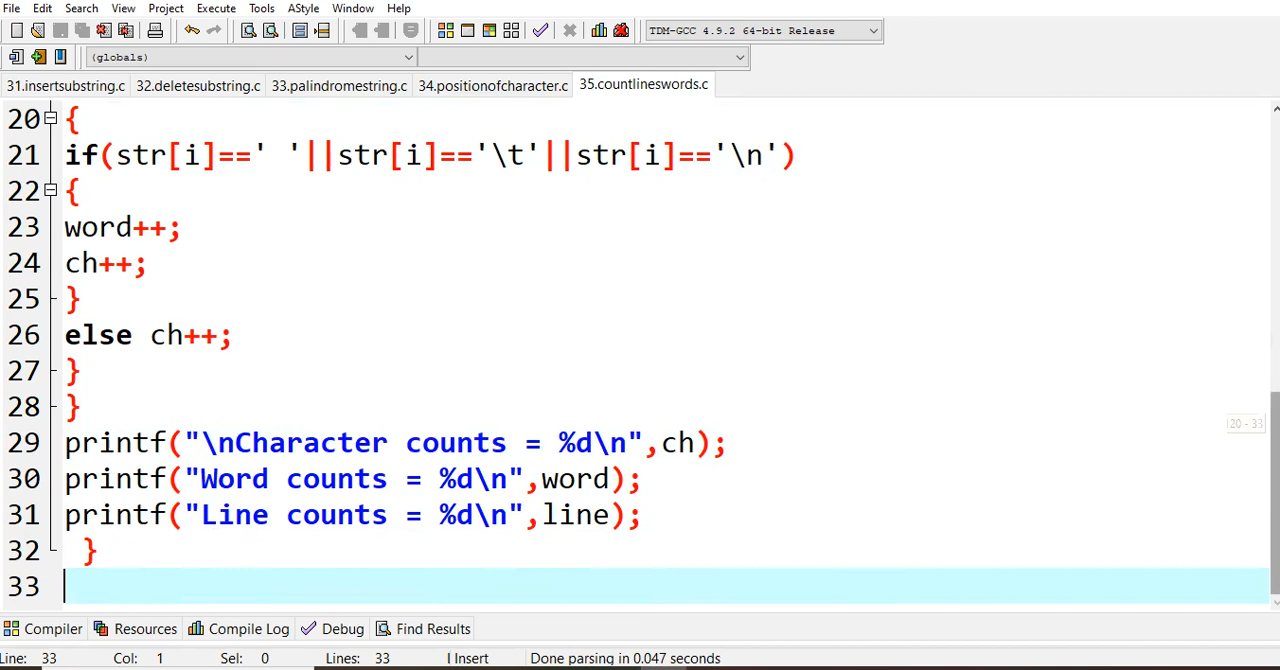 File Edit Search View Project Execute Tools AStyle Window Help
TDM-GCC 4.9.2 64-bit Release
(globals)
31.insertsubstring.c 32.deletesubstring.c 33.palindromestring.c 34.positionofcharacter.c 35.countlineswords.c
20 {
21 if(str[i]==' '||str[i]=='\t'||str[i]=='\n')
22 {
23 word++;
24 ch++;
25 }
26 else ch++;
27 }
28 }
29 printf("\nCharacter counts = %d\n",ch);
30 printf("Word counts = %d\n",word);
31 printf("Line counts = %d\n",line);
32 }
33
20 - 33
Compiler Resources Compile Log Debug Find Results
Line: 33 Col: 1 Sel: 0 Lines: 33 Insert Done parsing in 0.047 seconds